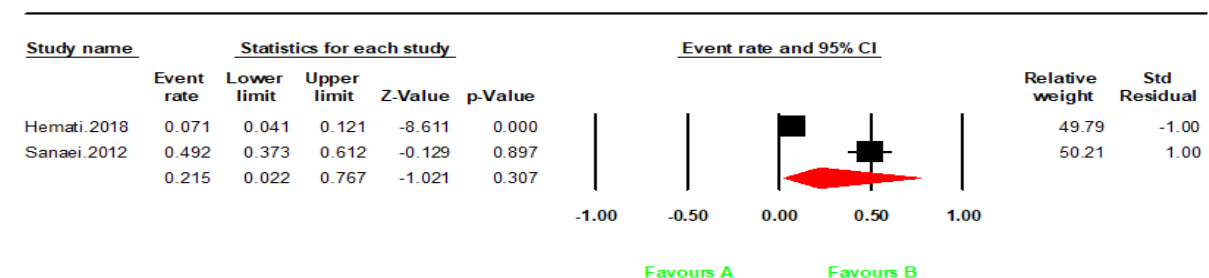 Study name Statistics for each study Event rate and 95% CI
Event rate Lower limit Upper limit Z-Value p-Value Relative weight Std Residual
Hemati.2018 0.071 0.041 0.121 -8.611 0.000 49.79 -1.00
Sanaei.2012 0.492 0.373 0.612 -0.129 0.897 50.21 1.00
0.215 0.022 0.767 -1.021 0.307
-1.00 -0.50 0.00 0.50 1.00
Favours A Favours B